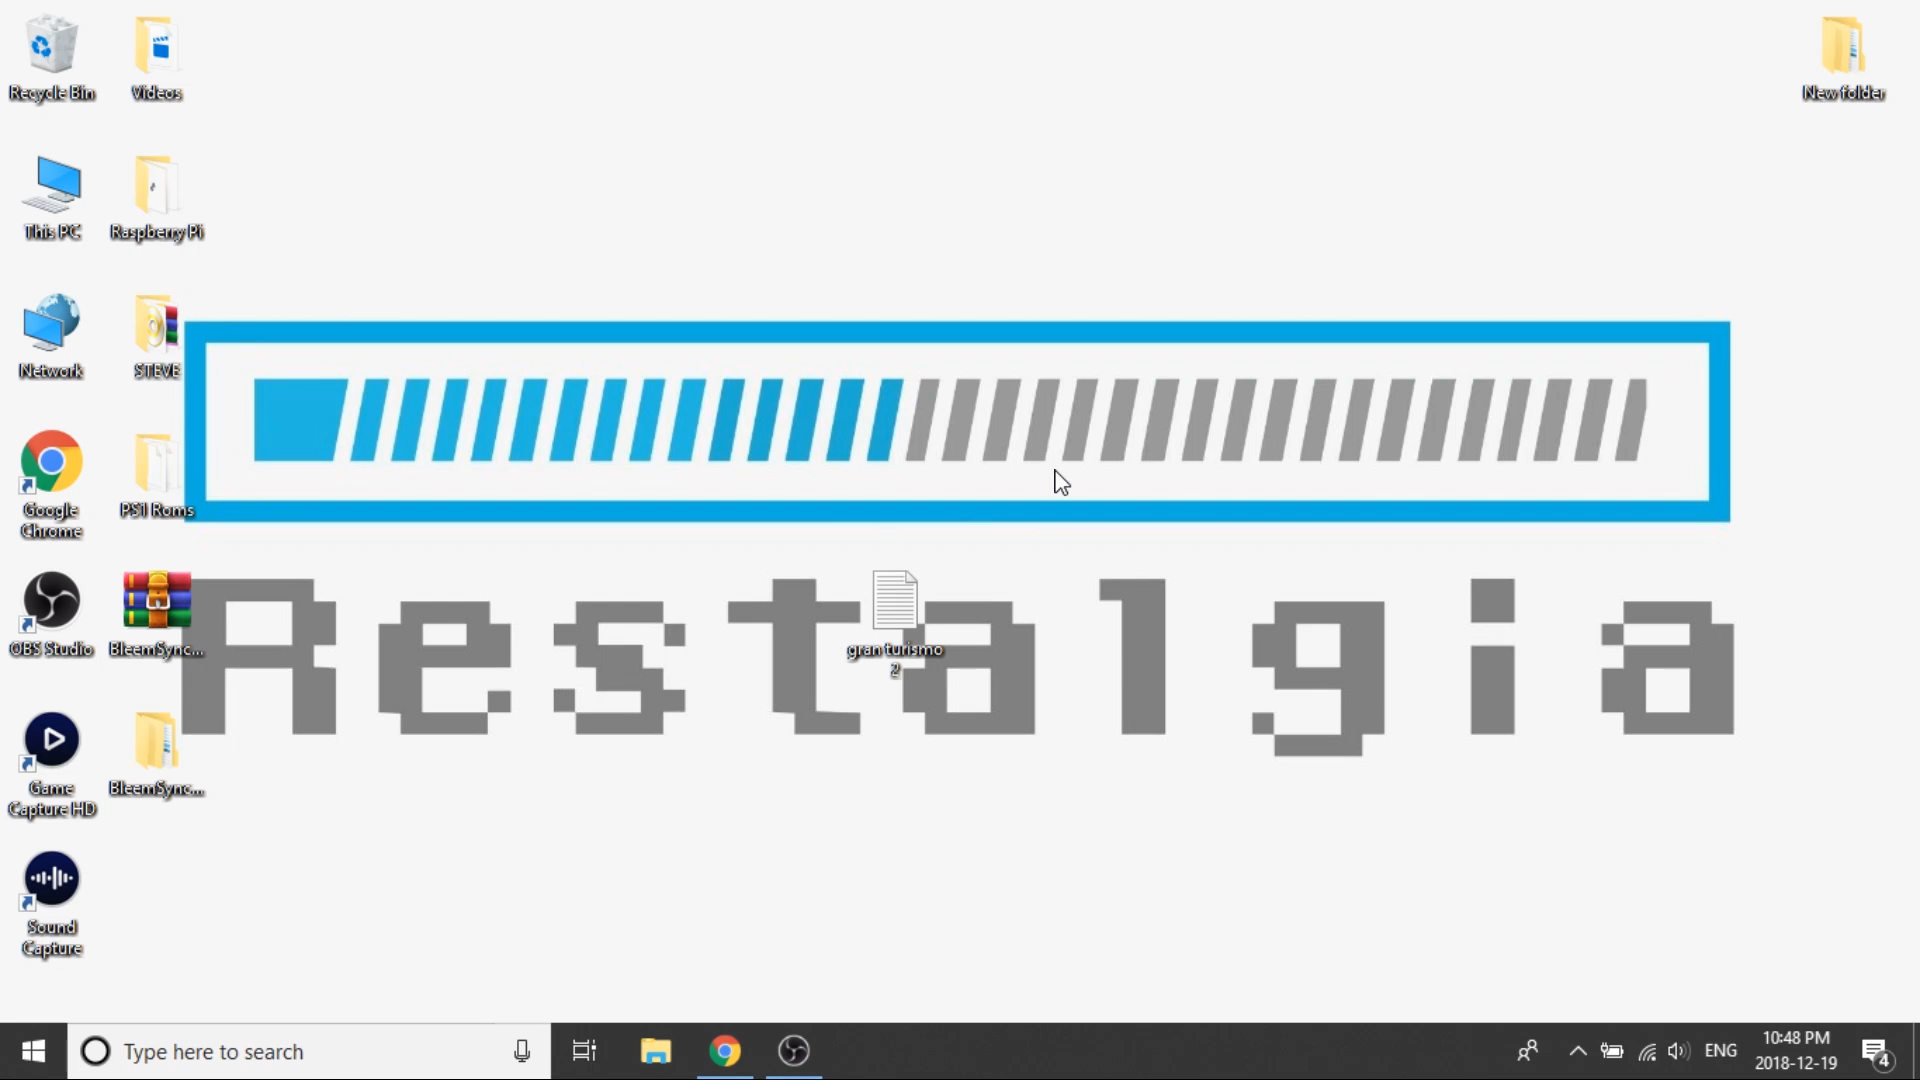 Recycle Bin
Videos
New folder
This PC
Raspberry Pi
Network
STEVE
Google
Chrome
PS1 Roms
OBS Studio
BleemSync...
gran turismo
2
Restalgia
Game
Capture HD
BleemSync...
Sound
Capture
Type here to search
ENG
10:48 PM
2018-12-19
4